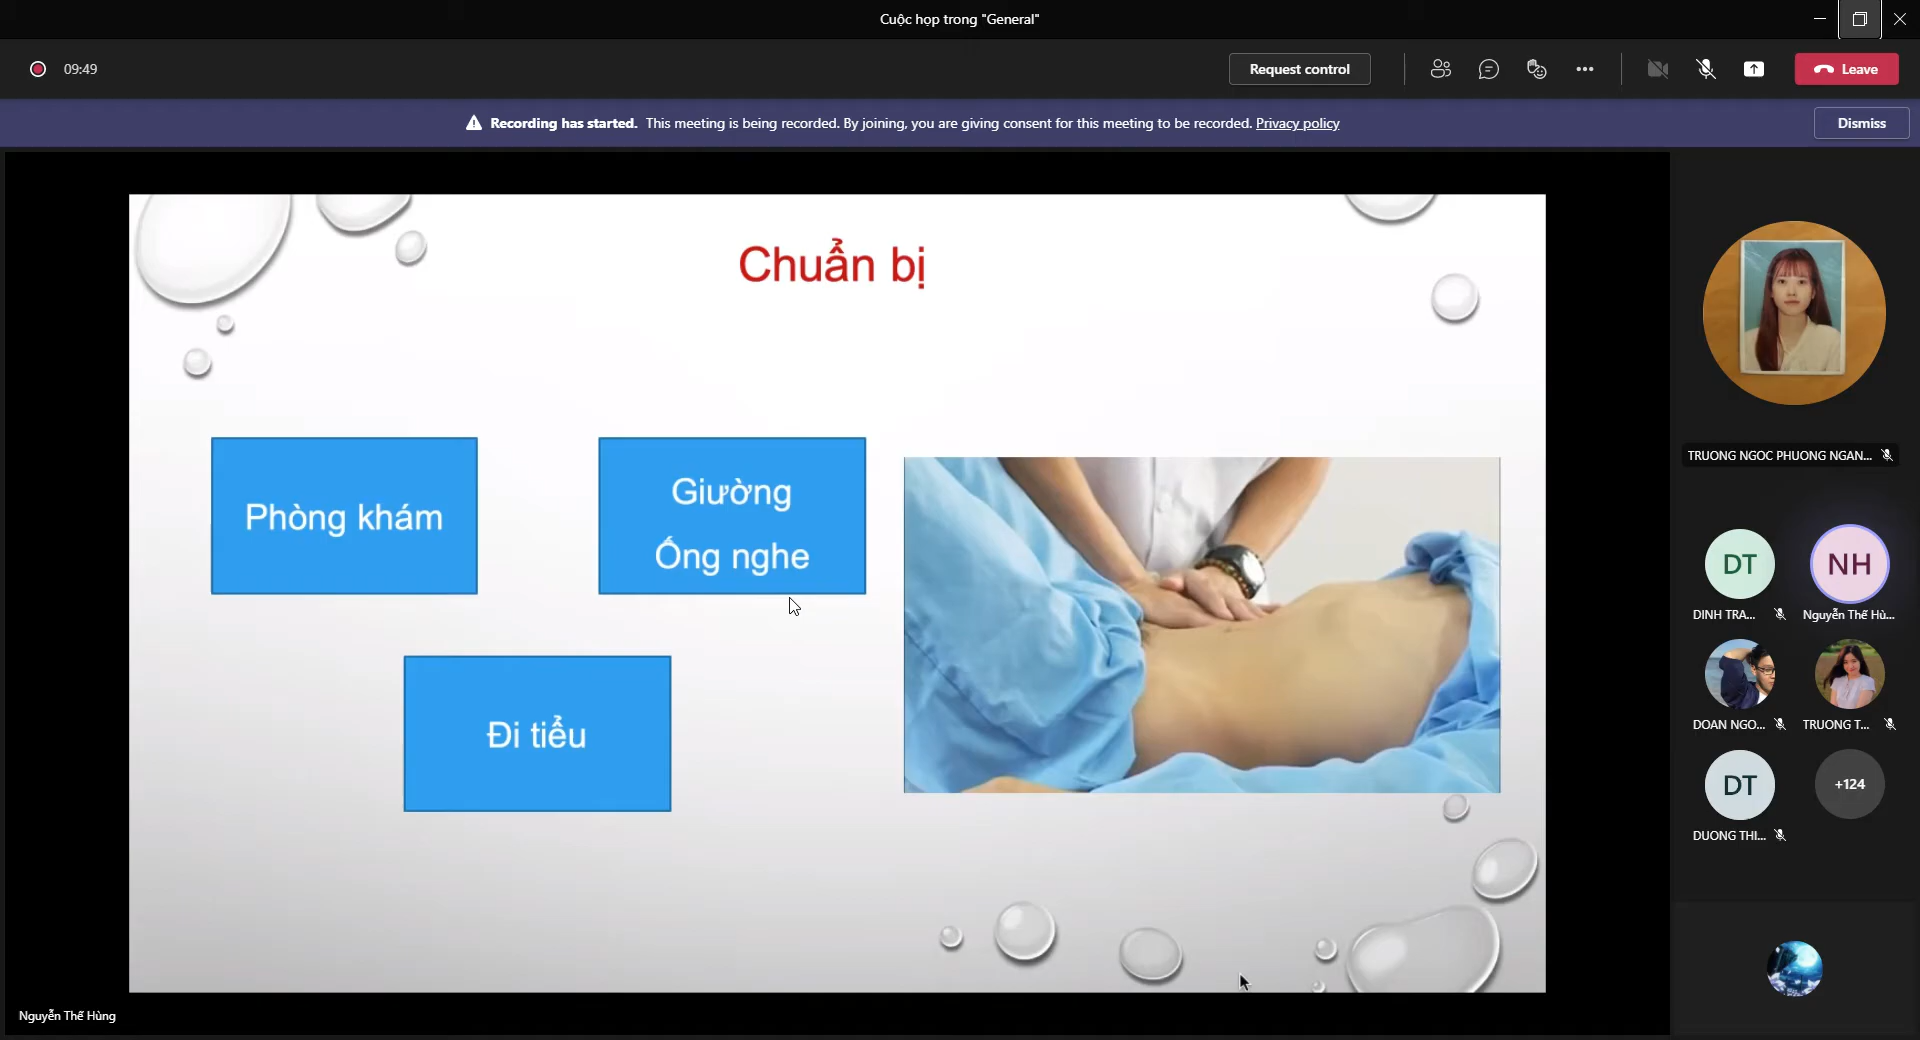 Cuộc họp trong "General"
09:49
Request control
Leave
Recording has started. This meeting is being recorded. By joining, you are giving consent for this meeting to be recorded. Privacy policy
Dismiss
Chuẩn bị
Phòng khám
Giường
Ống nghe
Đi tiểu
TRUONG NGOC PHUONG NGAN...
DT
NH
DINH TRA...
Nguyễn Thế Hù...
DOAN NGO...
TRUONG T...
DT
+124
DUONG THI...
Nguyễn Thế Hùng